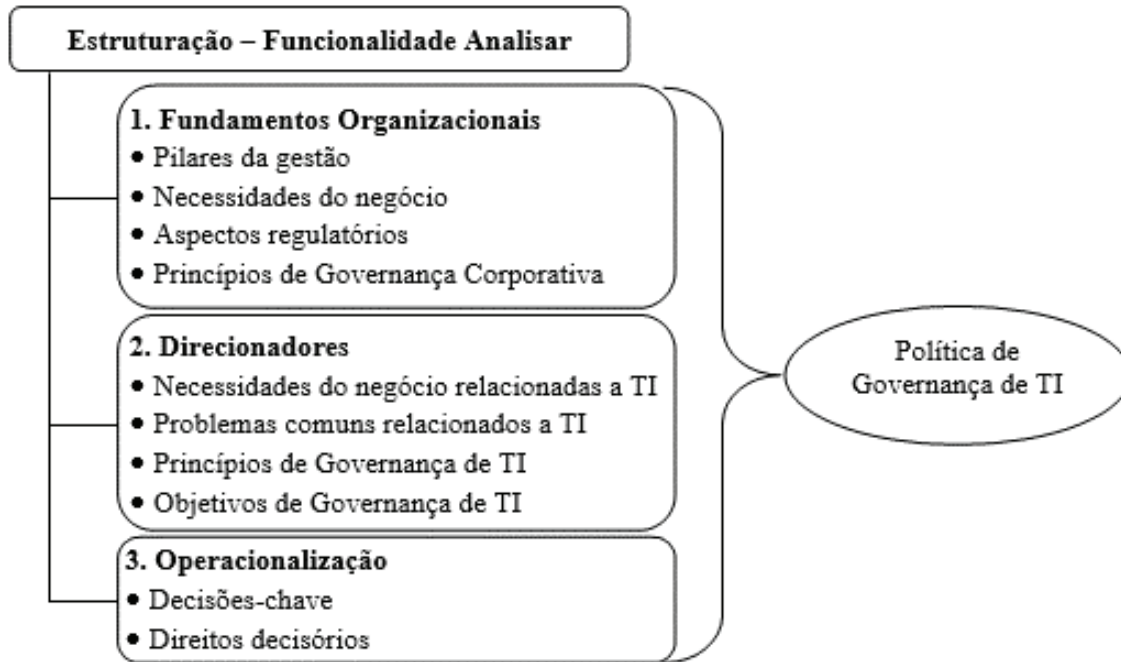 Estruturação – Funcionalidade Analisar
1. Fundamentos Organizacionais
• Pilares da gestão
• Necessidades do negócio
• Aspectos regulatórios
• Princípios de Governança Corporativa
2. Direcionadores
• Necessidades do negócio relacionadas a TI
• Problemas comuns relacionados a TI
• Princípios de Governança de TI
• Objetivos de Governança de TI
3. Operacionalização
• Decisões-chave
• Direitos decisórios
Política de
Governança de TI